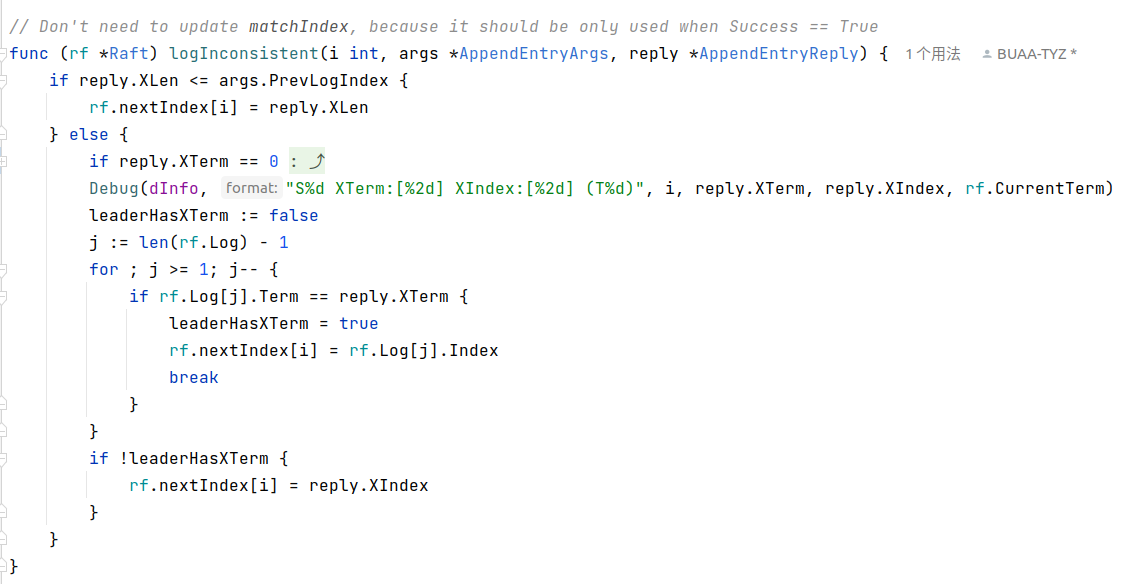 // Don't need to update matchIndex, because it should be only used when Success == True
func (rf *Raft) logInconsistent(i int, args *AppendEntryArgs, reply *AppendEntryReply) { 1个用法 BUAA-TYZ *
    if reply.XLen <= args.PrevLogIndex {
        rf.nextIndex[i] = reply.XLen
    } else {
        if reply.XTerm == 0 : ⤴
        Debug(dInfo, format: "S%d XTerm:[%2d] XIndex:[%2d] (T%d)", i, reply.XTerm, reply.XIndex, rf.CurrentTerm)
        leaderHasXTerm := false
        j := len(rf.Log) - 1
        for ; j >= 1; j-- {
            if rf.Log[j].Term == reply.XTerm {
                leaderHasXTerm = true
                rf.nextIndex[i] = rf.Log[j].Index
                break
            }
        }
        if !leaderHasXTerm {
            rf.nextIndex[i] = reply.XIndex
        }
    }
}